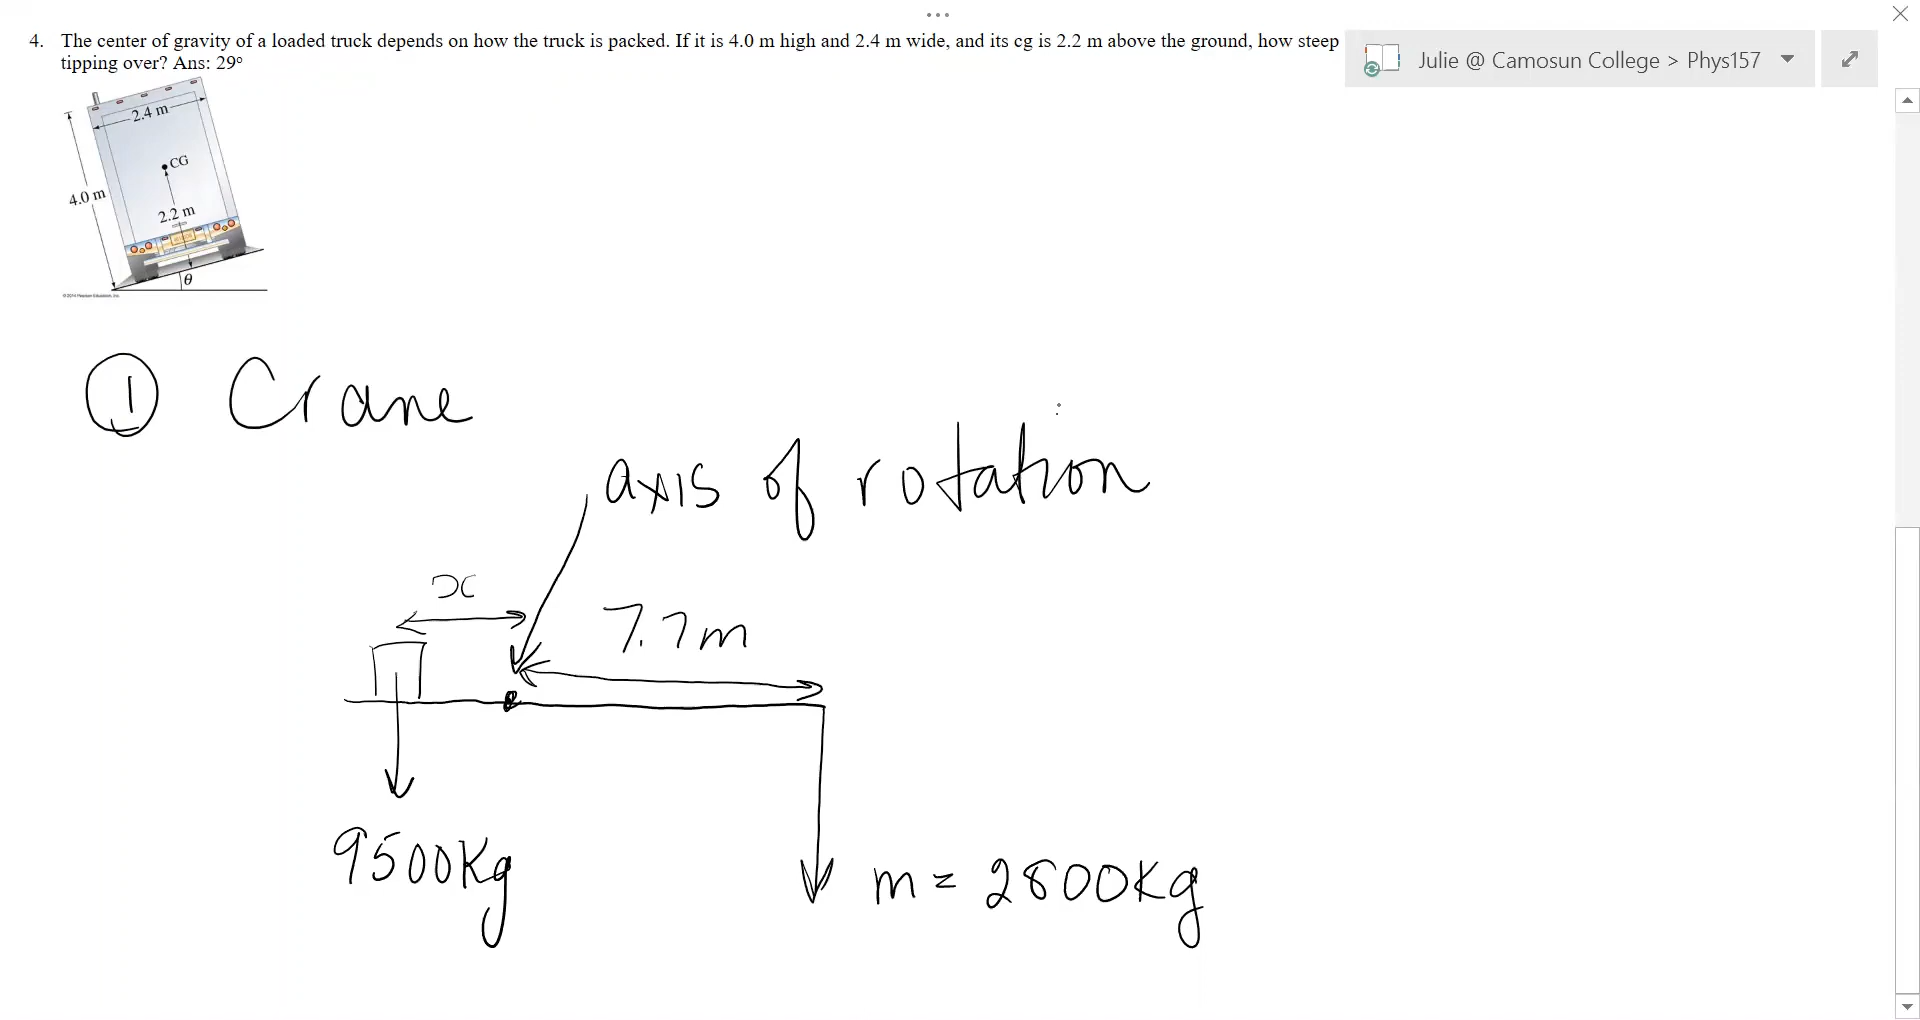 4. The center of gravity of a loaded truck depends on how the truck is packed. If it is 4.0 m high and 2.4 m wide, and its cg is 2.2 m above the ground, how steep
tipping over? Ans: 29°
Julie @ Camosun College > Phys157
2.4 m
CG
4.0 m
2.2 m
θ
① Crane
axis of rotation
x
7.7m
9500Kg
m = 2800Kg